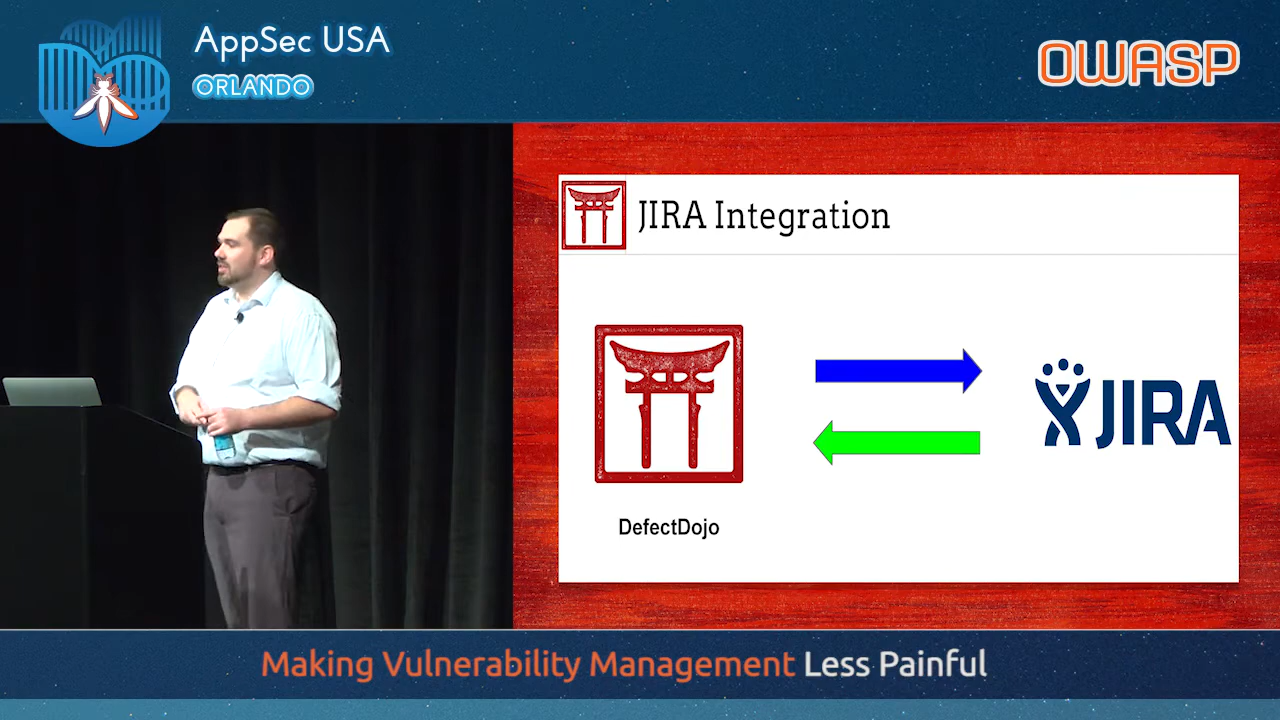 AppSec USA
ORLANDO
OWASP
JIRA Integration
JIRA
DefectDojo
Making Vulnerability Management Less Painful